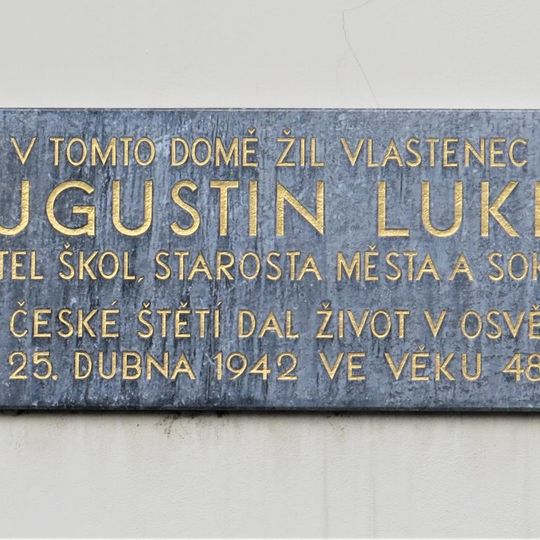 V TOMTO DOMĚ ŽIL VLASTENEC
UGUSTIN LUKE
TEL ŠKOL, STAROSTA MĚSTA A SOK
ČESKÉ ŠTĚTÍ DAL ŽIVOT V OSVĚ
25. DUBNA 1942 VE VĚKU 48